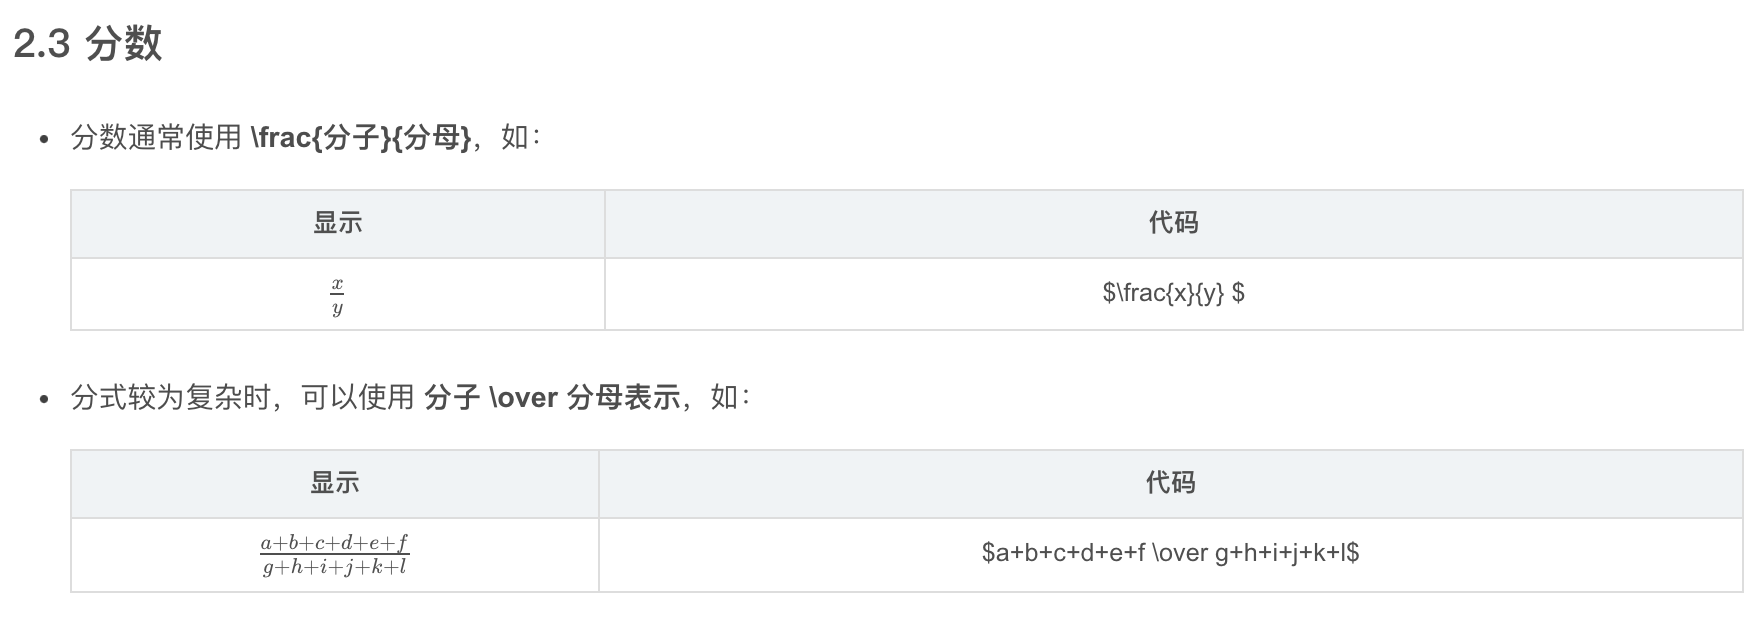 2.3 分数
• 分数通常使用 \frac{分子}{分母}，如：
显示 代码
x/y $\frac{x}{y} $
• 分式较为复杂时，可以使用 分子 \over 分母表示，如：
显示 代码
a+b+c+d+e+f
g+h+i+j+k+l $a+b+c+d+e+f \over g+h+i+j+k+l$